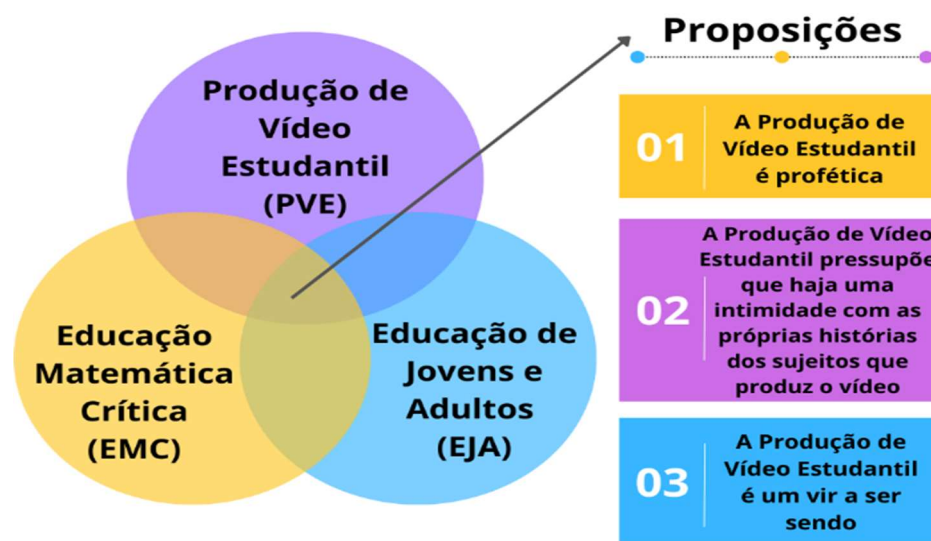 Produção de
Vídeo
Estudantil
(PVE)
Educação
Matemática
Crítica
(EMC)
Educação de
Jovens e
Adultos
(EJA)
Proposições
01
A Produção de
Vídeo Estudantil
é profética
02
A Produção de Vídeo
Estudantil pressupõe
que haja uma
intimidade com as
próprias histórias
dos sujeitos que
produz o vídeo
03
A Produção de
Vídeo Estudantil
é um vir a ser
sendo